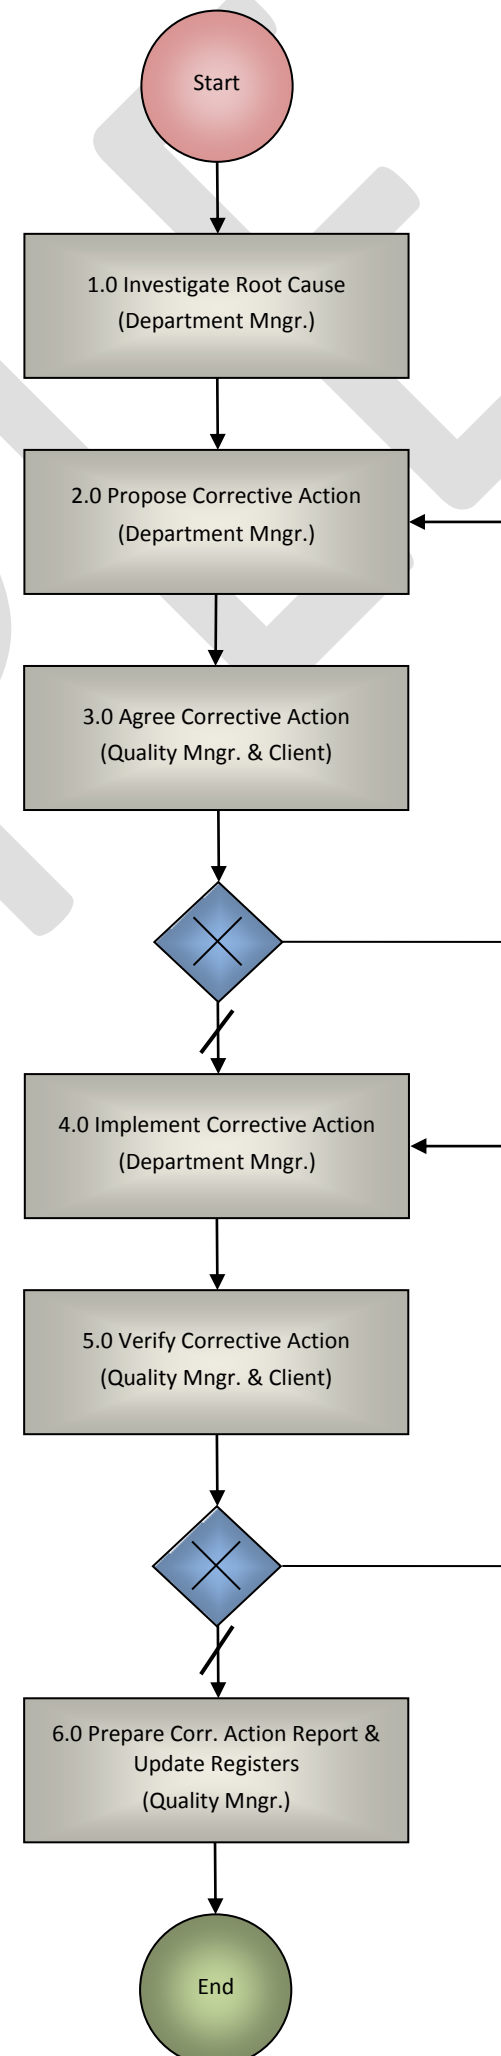 Start
1.0 Investigate Root Cause
(Department Mngr.)
2.0 Propose Corrective Action
(Department Mngr.)
3.0 Agree Corrective Action
(Quality Mngr. & Client)
4.0 Implement Corrective Action
(Department Mngr.)
5.0 Verify Corrective Action
(Quality Mngr. & Client)
6.0 Prepare Corr. Action Report &
Update Registers
(Quality Mngr.)
End